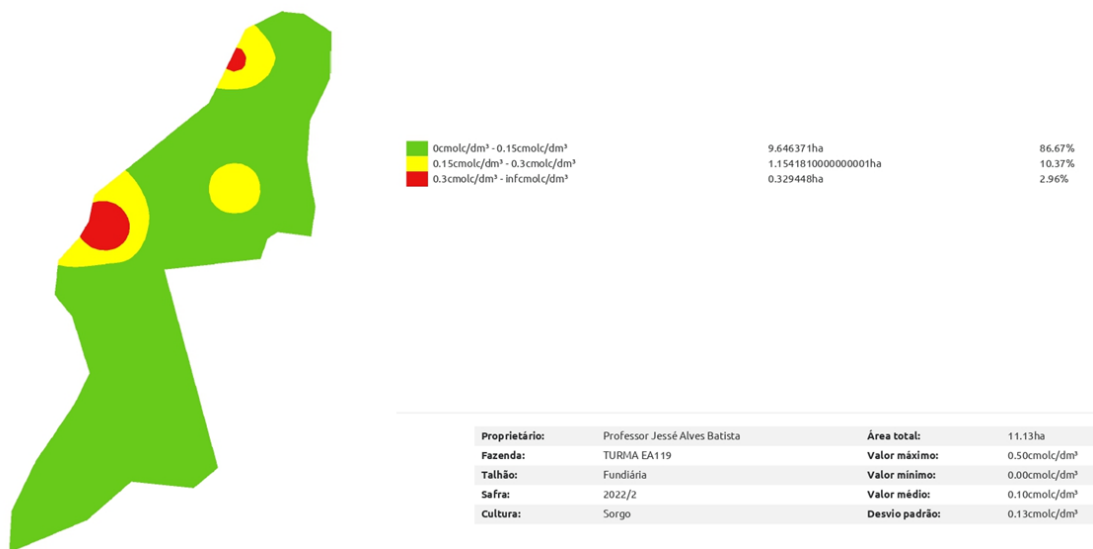 0cmolc/dm³ - 0.15cmolc/dm³ 9.646371ha 86.67%
0.15cmolc/dm³ - 0.3cmolc/dm³ 1.1541810000000001ha 10.37%
0.3cmolc/dm³ - infcmolc/dm³ 0.329448ha 2.96%
Proprietário: Professor Jessé Alves Batista Área total: 11.13ha
Fazenda: TURMA EA119 Valor máximo: 0.50cmolc/dm³
Talhão: Fundiária Valor mínimo: 0.00cmolc/dm³
Safra: 2022/2 Valor médio: 0.10cmolc/dm³
Cultura: Sorgo Desvio padrão: 0.13cmolc/dm³